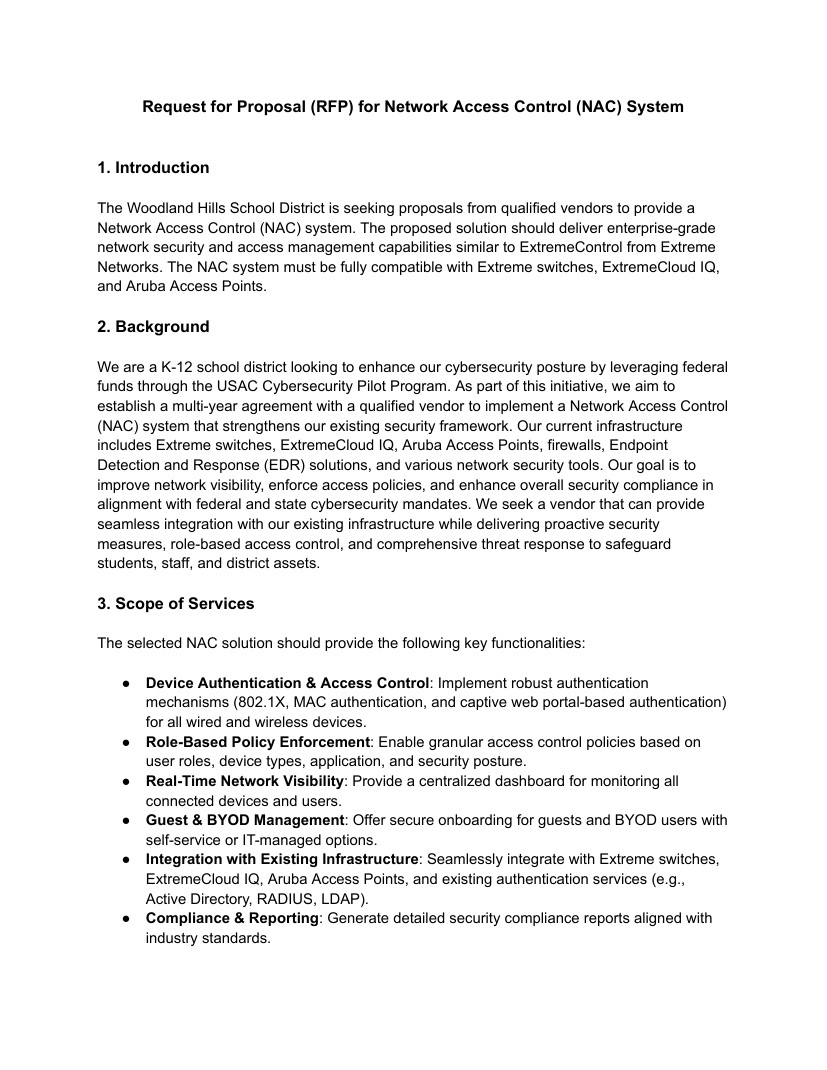 Request for Proposal (RFP) for Network Access Control (NAC) System
1. Introduction
The Woodland Hills School District is seeking proposals from qualified vendors to provide a
Network Access Control (NAC) system. The proposed solution should deliver enterprise-grade
network security and access management capabilities similar to ExtremeControl from Extreme
Networks. The NAC system must be fully compatible with Extreme switches, ExtremeCloud IQ,
and Aruba Access Points.
2. Background
We are a K-12 school district looking to enhance our cybersecurity posture by leveraging federal
funds through the USAC Cybersecurity Pilot Program. As part of this initiative, we aim to
establish a multi-year agreement with a qualified vendor to implement a Network Access Control
(NAC) system that strengthens our existing security framework. Our current infrastructure
includes Extreme switches, ExtremeCloud IQ, Aruba Access Points, firewalls, Endpoint
Detection and Response (EDR) solutions, and various network security tools. Our goal is to
improve network visibility, enforce access policies, and enhance overall security compliance in
alignment with federal and state cybersecurity mandates. We seek a vendor that can provide
seamless integration with our existing infrastructure while delivering proactive security
measures, role-based access control, and comprehensive threat response to safeguard
students, staff, and district assets.
3. Scope of Services
The selected NAC solution should provide the following key functionalities:
● Device Authentication & Access Control: Implement robust authentication
mechanisms (802.1X, MAC authentication, and captive web portal-based authentication)
for all wired and wireless devices.
● Role-Based Policy Enforcement: Enable granular access control policies based on
user roles, device types, application, and security posture.
● Real-Time Network Visibility: Provide a centralized dashboard for monitoring all
connected devices and users.
● Guest & BYOD Management: Offer secure onboarding for guests and BYOD users with
self-service or IT-managed options.
● Integration with Existing Infrastructure: Seamlessly integrate with Extreme switches,
ExtremeCloud IQ, Aruba Access Points, and existing authentication services (e.g.,
Active Directory, RADIUS, LDAP).
● Compliance & Reporting: Generate detailed security compliance reports aligned with
industry standards.